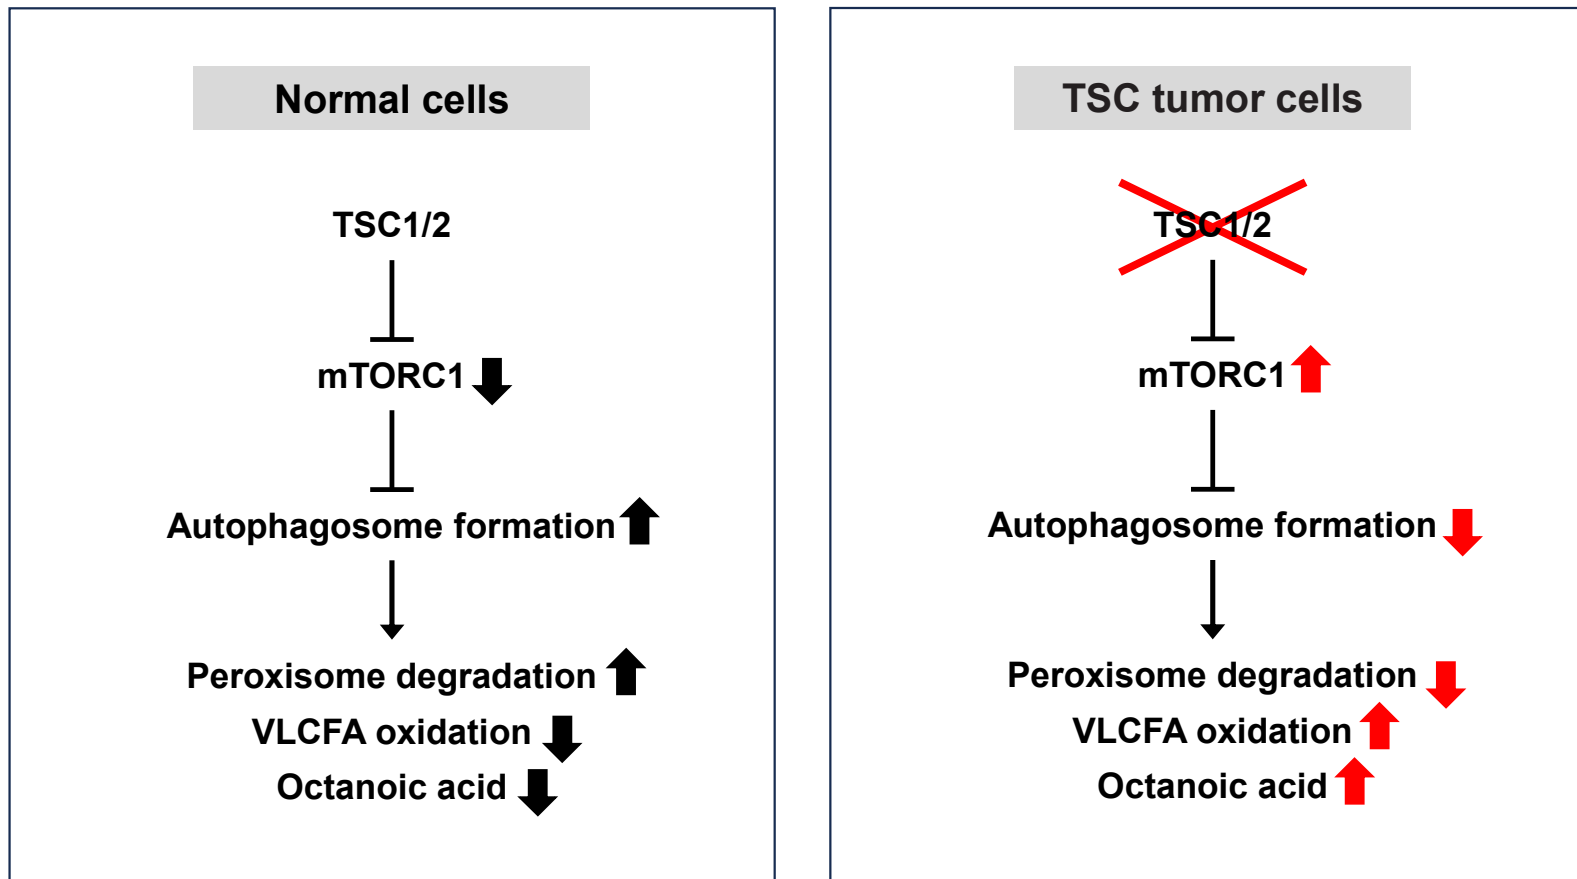 Normal cells
TSC1/2
mTORC1
Autophagosome formation
Peroxisome degradation
VLCFA oxidation
Octanoic acid
TSC tumor cells
TSC1/2
mTORC1
Autophagosome formation
Peroxisome degradation
VLCFA oxidation
Octanoic acid